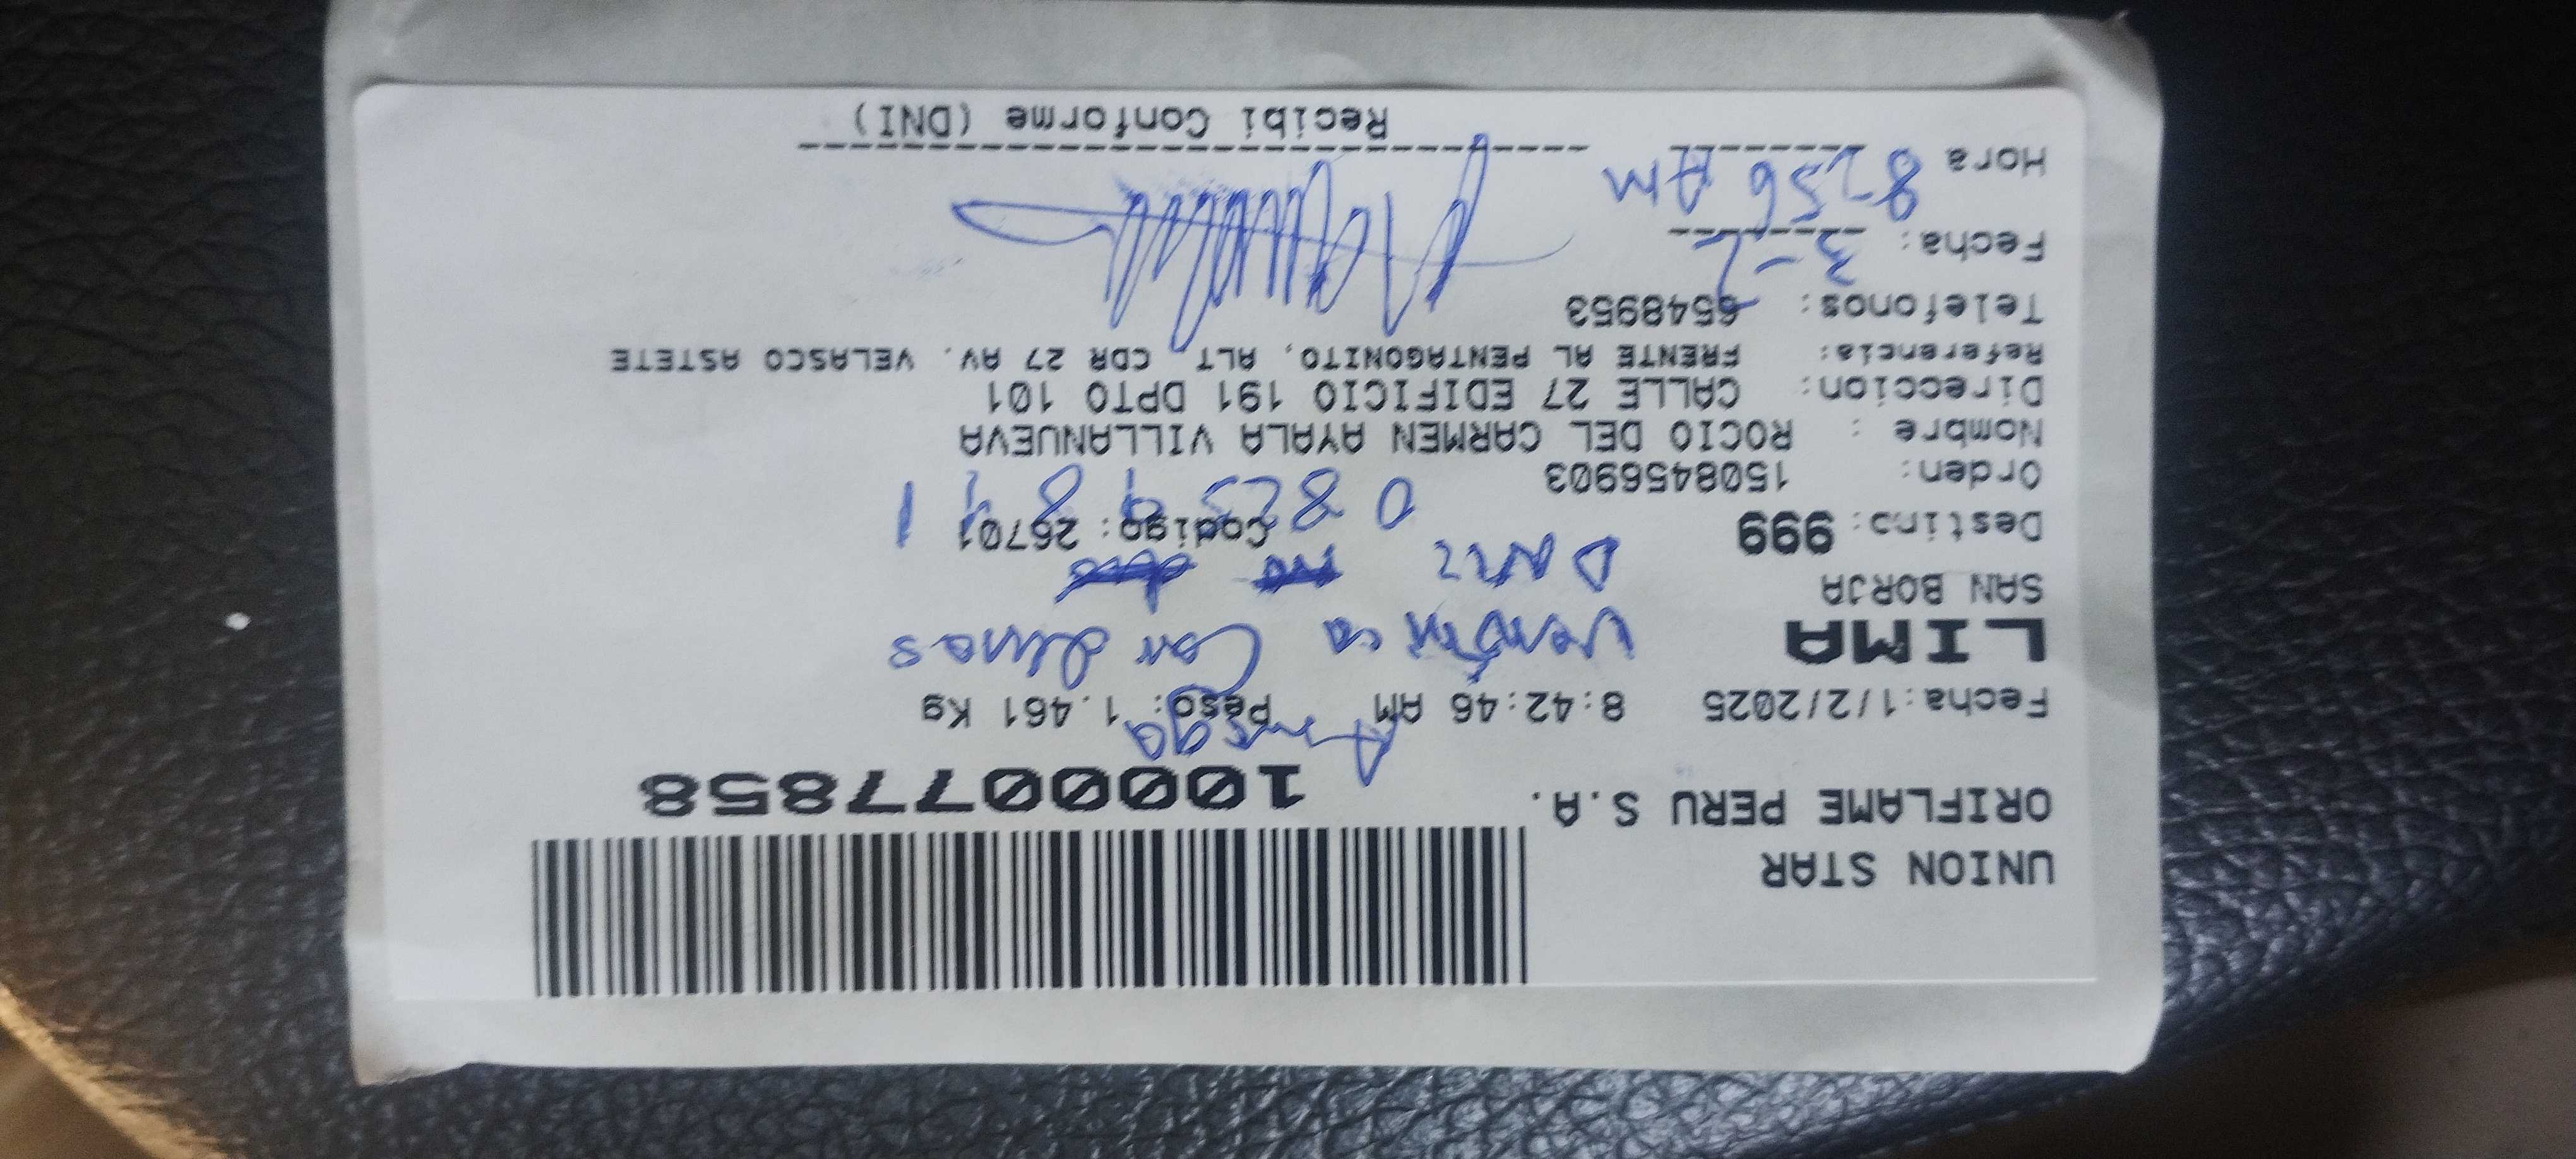 UNION STAR
ORIFLAME PERU S.A.
1000077858
Amiga
Fecha:1/2/2025 8:42:46 AM Peso: 1.461 Kg
LIMA
SAN BORJA
Destino: 999 Codigo: 26701
Orden: 1508456903
Nombre : ROCIO DEL CARMEN AYALA VILLANUEVA
Direccion: CALLE 27 EDIFICIO 191 DPTO 101
Referencia: FRENTE AL PENTAGONITO, ALT. CDR 27 AV. VELASCO ASTETE
Telefonos: 6548953
Fecha: 3-2
Hora 8:56 AM
Recibi Conforme (DNI)